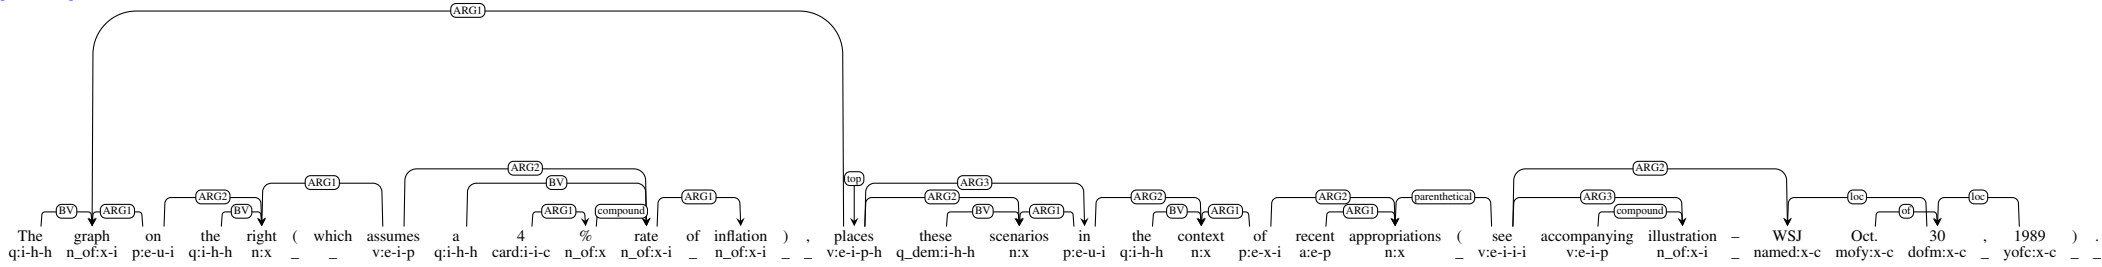 ARG1
ARG2 ARG2
ARG1 BV top ARG3 ARG3
ARG2 ARG1 ARG2 ARG2 ARG2 parenthetical loc loc
BV ARG1 BV ARG1 compound BV ARG1 BV ARG1 ARG1 compound of
The graph on the right ( which assumes a 4 % rate of inflation ) , places these scenarios in the context of recent appropriations ( see accompanying illustration – WSJ Oct. 30 , 1989 ) .
q:i-h-h n_of:x-i p:e-u-i q:i-h-h n:x _ _ v:e-i-p q:i-h-h card:i-i-c n_of:x n_of:x-i _ n_of:x-i _ _ v:e-i-p-h q_dem:i-h-h n:x p:e-u-i q:i-h-h n:x p:e-x-i a:e-p n:x _ v:e-i-i-i v:e-i-p n_of:x-i _ named:x-c mofy:x-c dofm:x-c _ yofc:x-c _ _